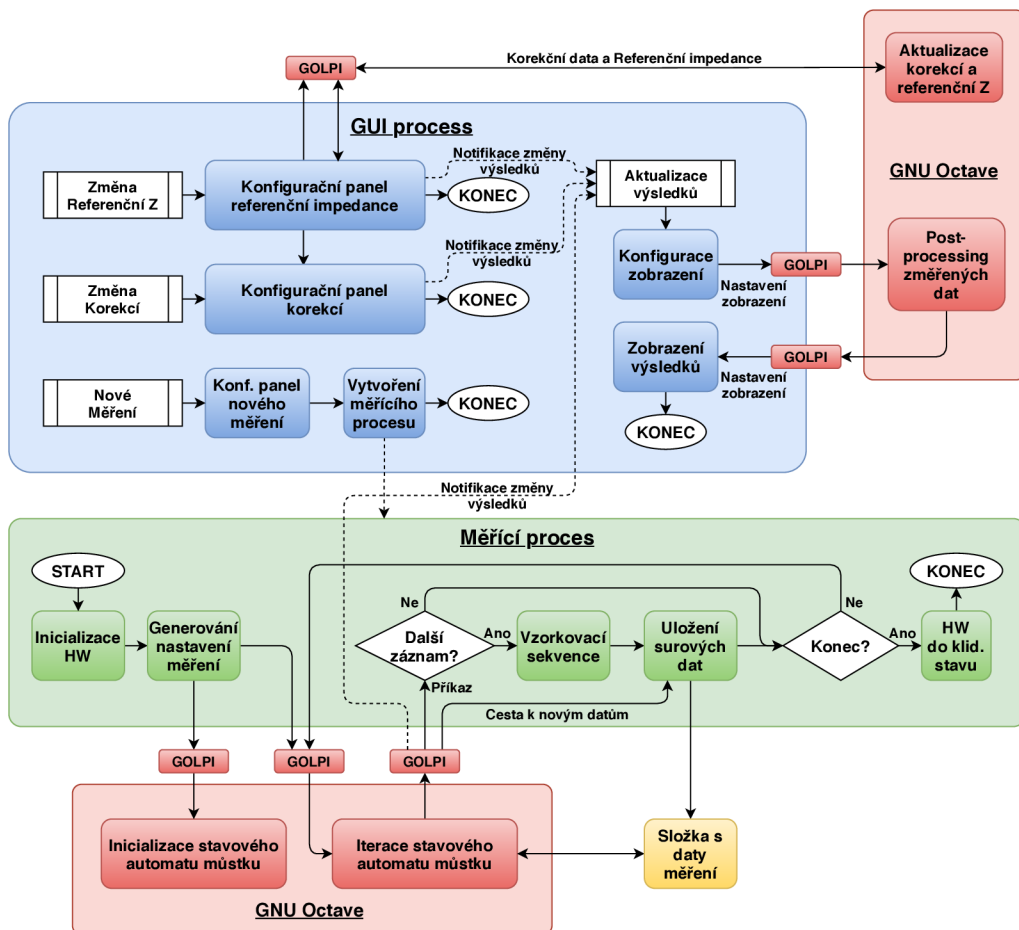 Korekční data a Referenční impedance
GOLPI
Aktualizace
korekcí a
referenční Z
GNU Octave
GUI process
Změna
Referenční Z
Konfigurační panel
referenční impedance
Notifikace změny
výsledků
KONEC
Aktualizace
výsledků
Změna
Korekcí
Konfigurační panel
korekcí
Notifikace změny
výsledků
KONEC
Konfigurace
zobrazení
GOLPI
Nastavení
zobrazení
Post-
processing
změřených
dat
Zobrazení
výsledků
GOLPI
Nastavení
zobrazení
KONEC
Nové
Měření
Konf. panel
nového
měření
Vytvoření
měřícího
procesu
KONEC
Notifikace změny
výsledků
Měřící proces
START
Inicializace
HW
Generování
nastavení
měření
Ne
Další
záznam?
Ano
Příkaz
Vzorkovací
sekvence
Uložení
surových
dat
Cesta k novým datům
Ne
Konec?
Ano
KONEC
HW
do klid.
stavu
GOLPI
GOLPI
GOLPI
Inicializace stavového
automatu můstku
Iterace stavového
automatu můstku
GNU Octave
Složka s
daty
měření